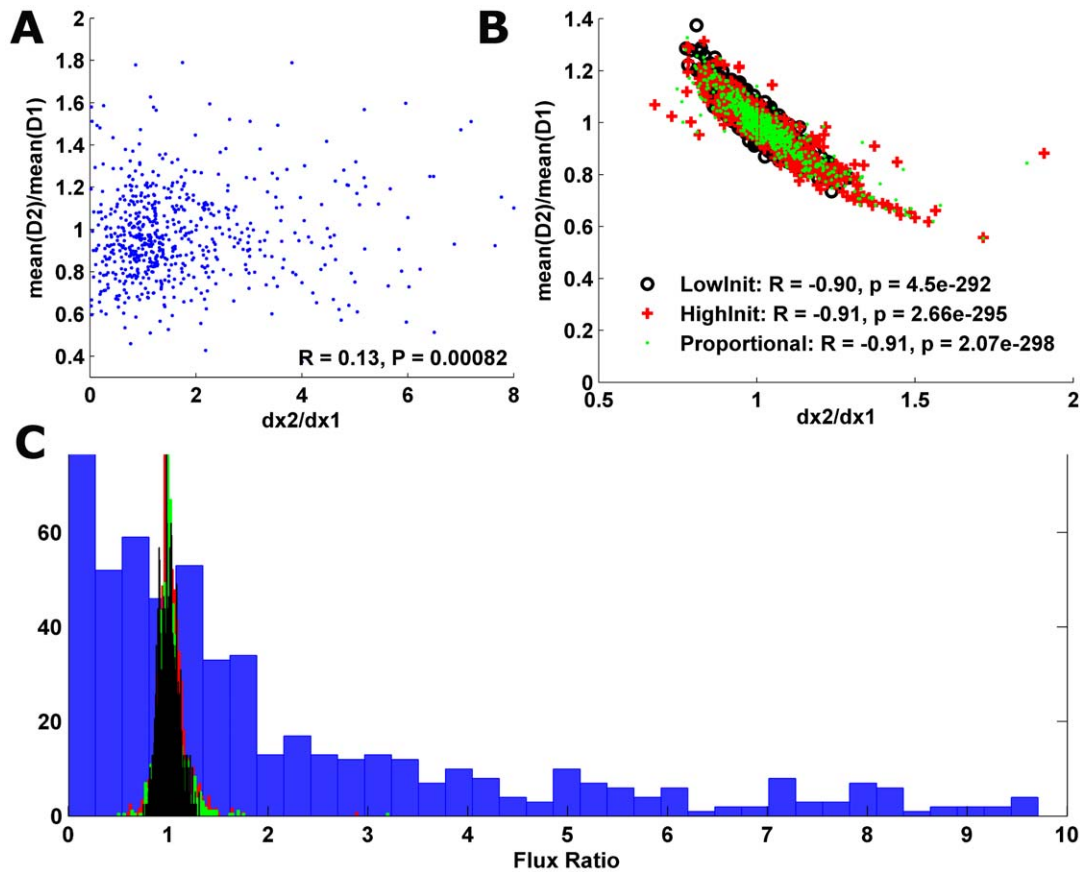 A
2
1.8
1.6
1.4
1.2
1
0.8
0.6
0.4
mean(D2)/mean(D1)
R = 0.13, P = 0.00082
0 2 4 6 8
dx2/dx1
B
1.4
1.2
1
0.8
0.6
0.4
0.2
0
mean(D2)/mean(D1)
LowInit: R = -0.90, p = 4.5e-292
HighInit: R = -0.91, p = 2.66e-295
Proportional: R = -0.91, p = 2.07e-298
0.5 1 1.5 2
dx2/dx1
C
60
40
20
0
0 1 2 3 4 5 6 7 8 9 10
Flux Ratio